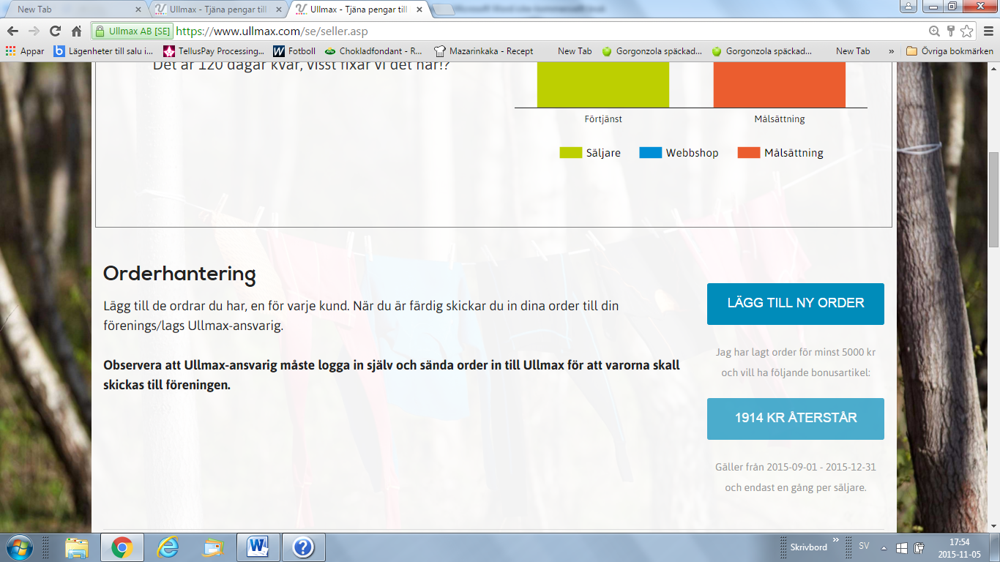 New Tab
Ullmax - Tjäna pengar till
Ullmax - Tjäna pengar till
Ullmax AB [SE]
https://www.ullmax.com/se/seller.asp
Appar
Lägenheter till salu i...
TellusPay Processing...
Fotboll
Chokladfondant - R...
Mazarinkaka - Recept
New Tab
Gorgonzola späckad...
Gorgonzola späckad...
New Tab
»
Övriga bokmärken
Det är 120 dagar kvar, visst fixar vi det här!?
Förtjänst
Målsättning
Säljare
Webbshop
Målsättning
Orderhantering
Lägg till de ordrar du har, en för varje kund. När du är färdig skickar du in dina order till din
förenings/lags Ullmax-ansvarig.
Observera att Ullmax-ansvarig måste logga in själv och sända order in till Ullmax för att varorna skall
skickas till föreningen.
LÄGG TILL NY ORDER
Jag har lagt order för minst 5000 kr
och vill ha följande bonusartikel:
1914 KR ÅTERSTÅR
Gäller från 2015-09-01 - 2015-12-31
och endast en gång per säljare.
Skrivbord
»
SV
17:54
2015-11-05